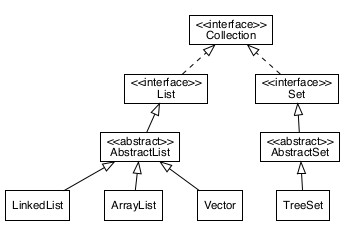 <<interface>>
Collection
<<interface>>
List
<<interface>>
Set
<<abstract>>
AbstractList
<<abstract>>
AbstractSet
LinkedList
ArrayList
Vector
TreeSet